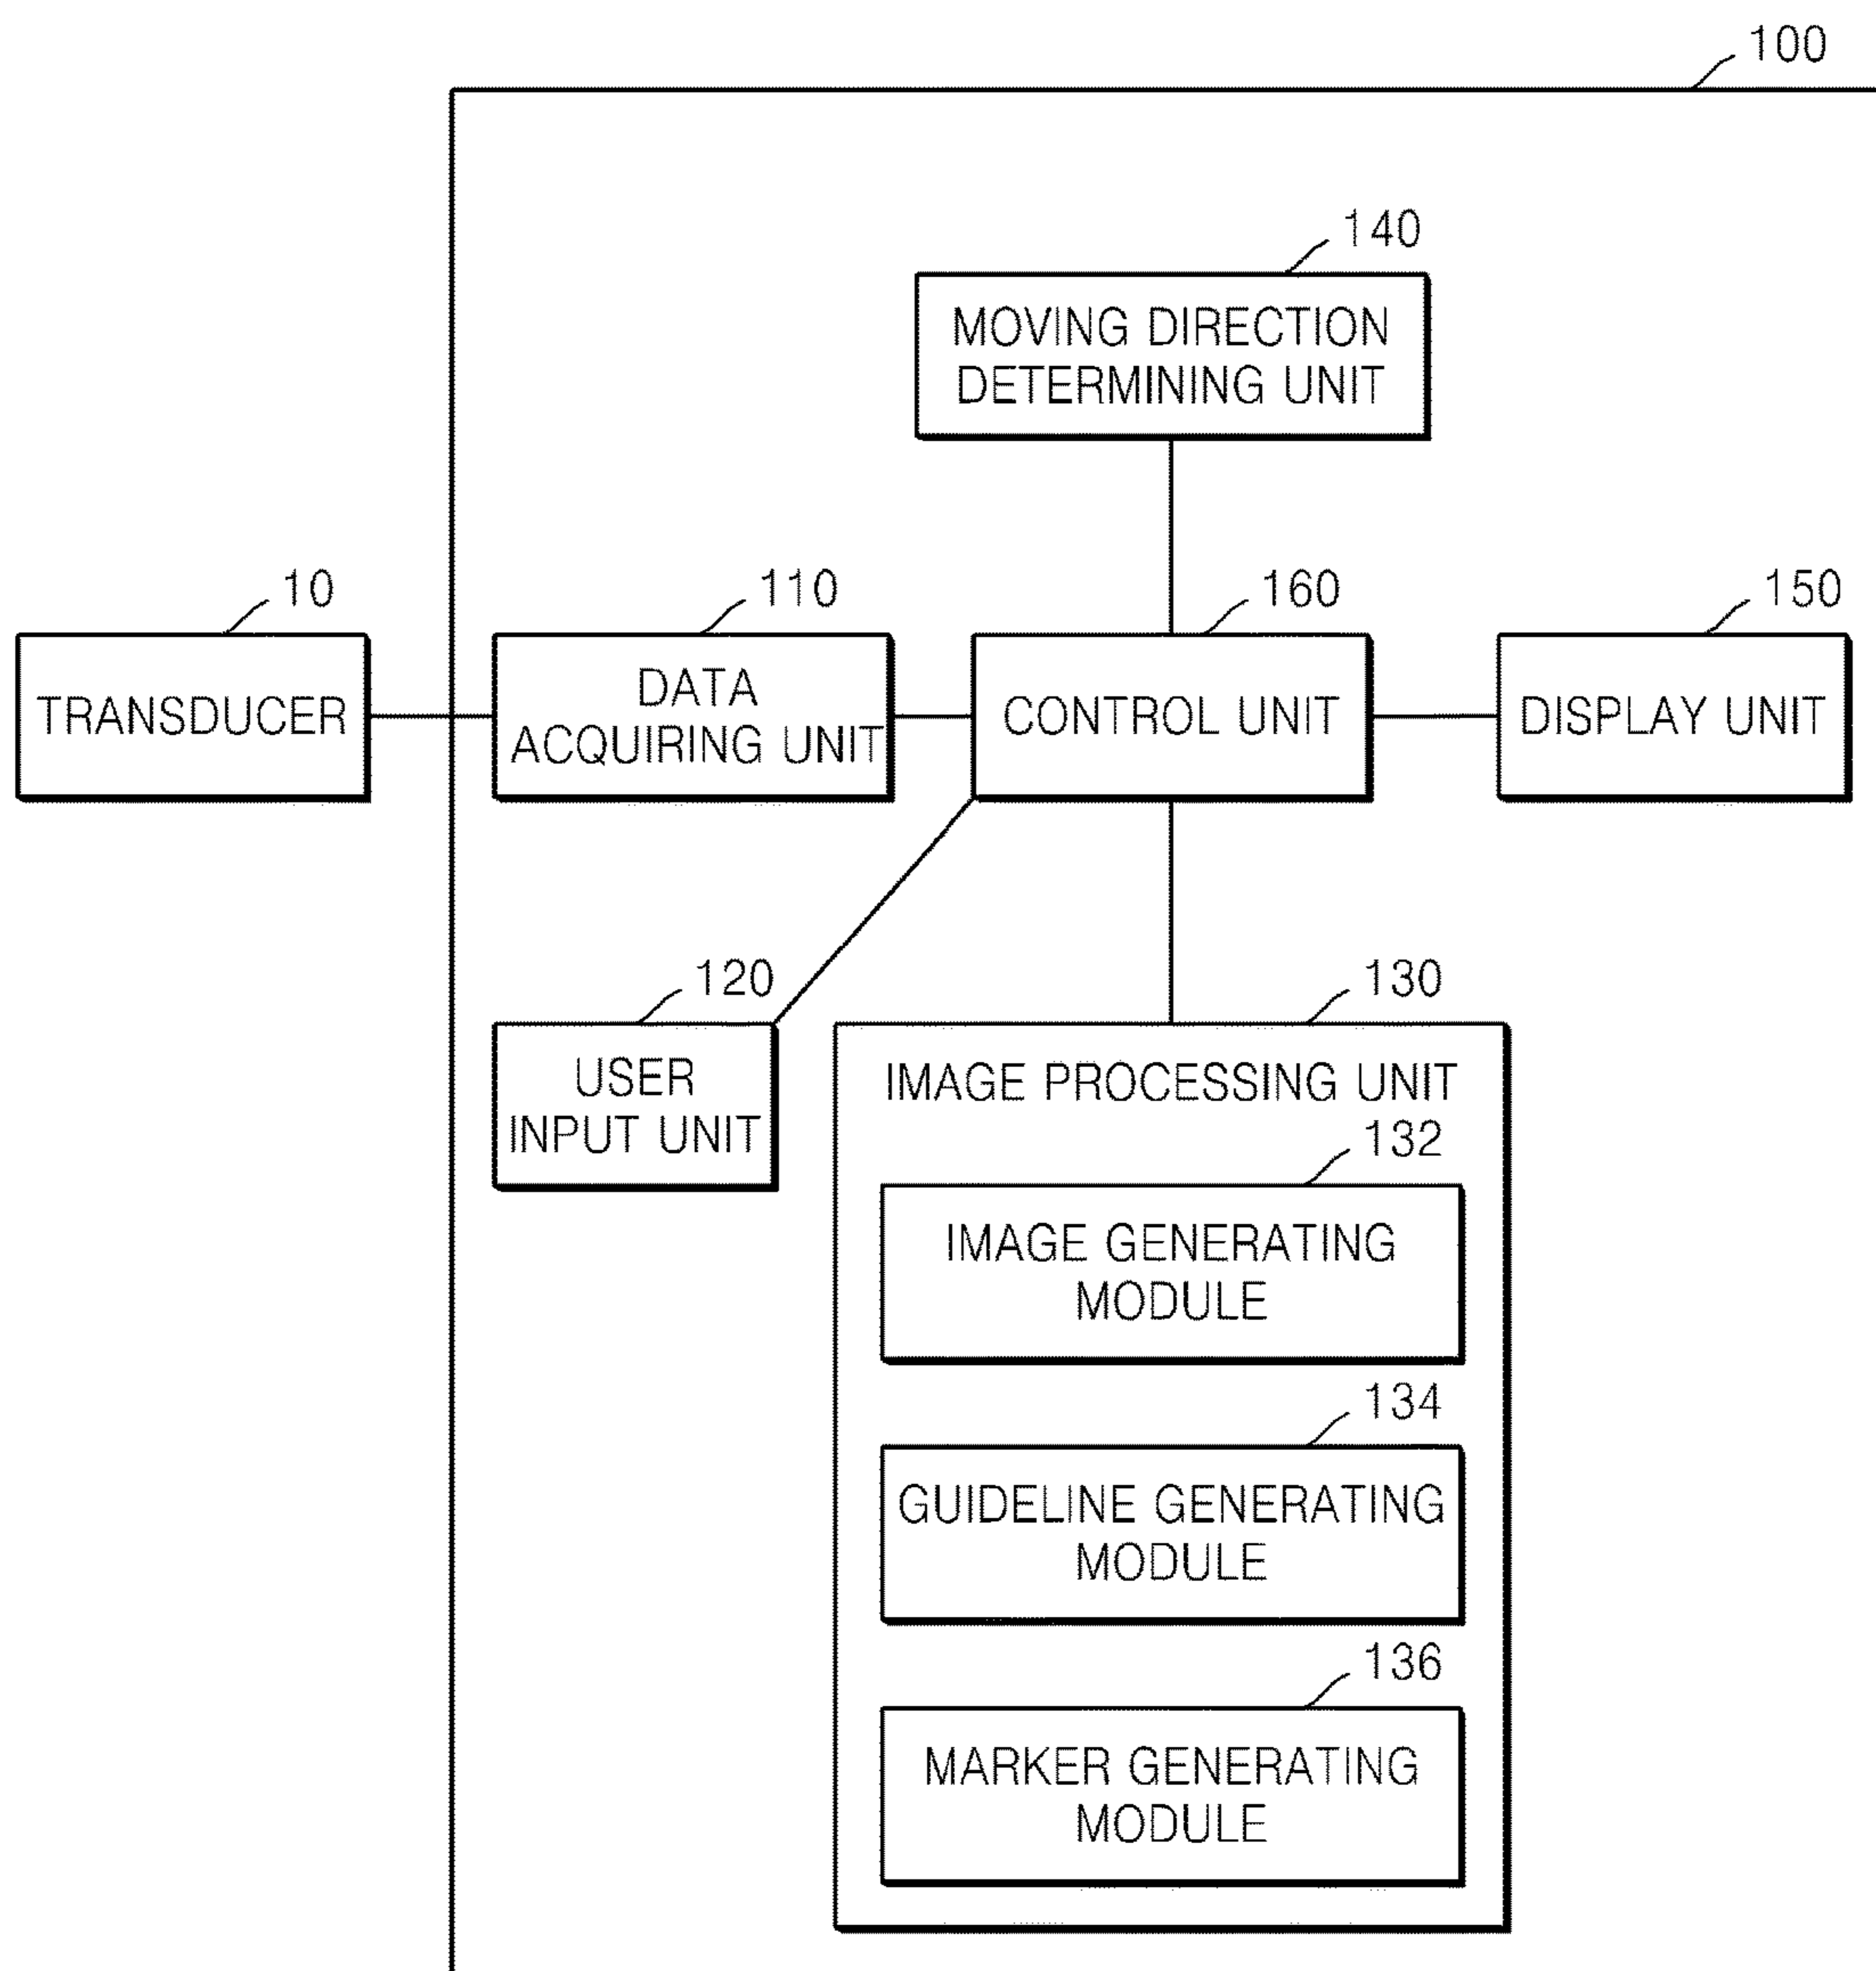 100
140
MOVING DIRECTION
DETERMINING UNIT
10
110
160
150
TRANSDUCER
DATA
ACQUIRING UNIT
CONTROL UNIT
DISPLAY UNIT
120
130
USER
INPUT UNIT
IMAGE PROCESSING UNIT
132
IMAGE GENERATING
MODULE
134
GUIDELINE GENERATING
MODULE
136
MARKER GENERATING
MODULE